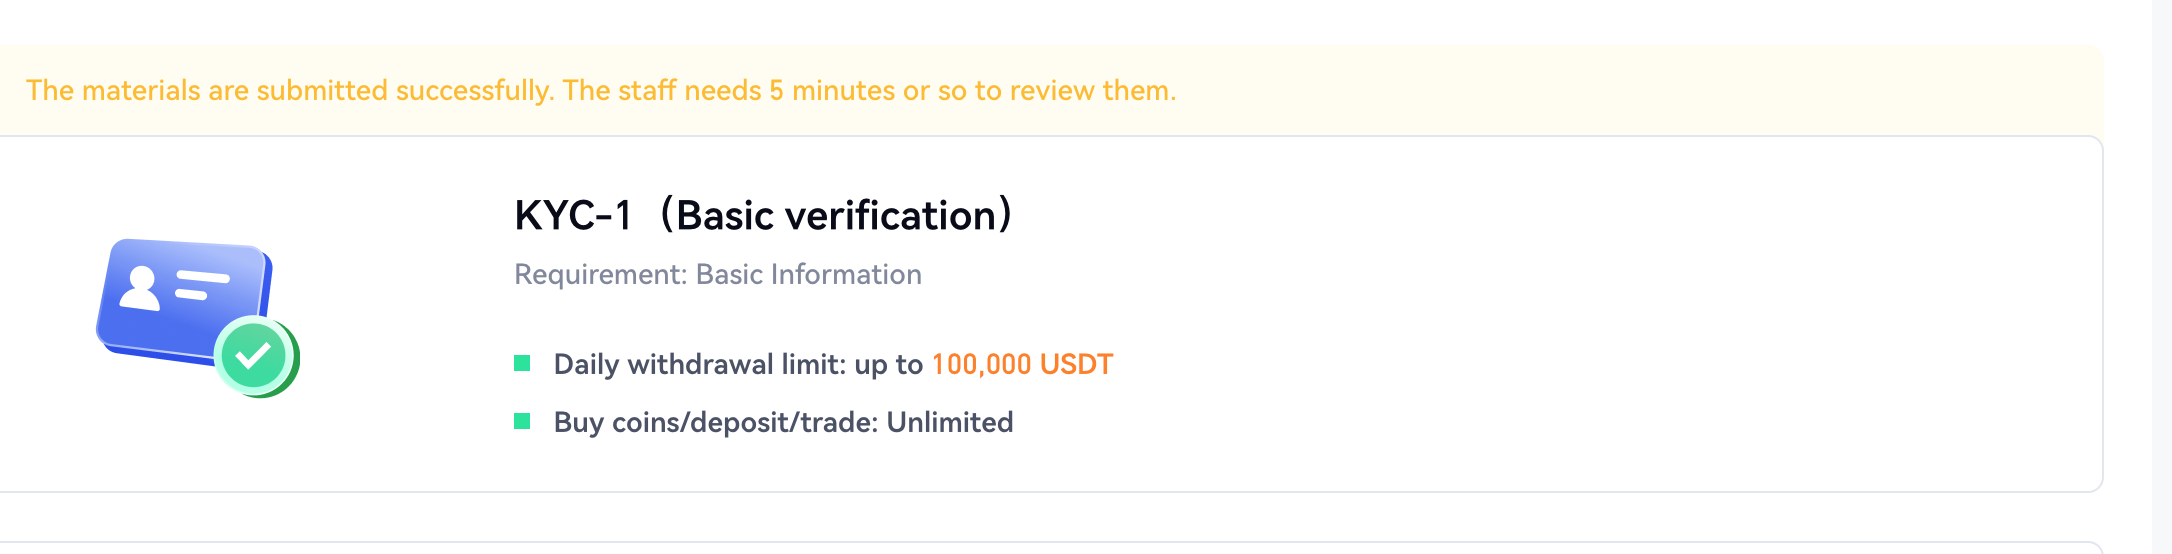 The materials are submitted successfully. The staff needs 5 minutes or so to review them.
KYC-1（Basic verification）
Requirement: Basic Information
Daily withdrawal limit: up to 100,000 USDT
Buy coins/deposit/trade: Unlimited